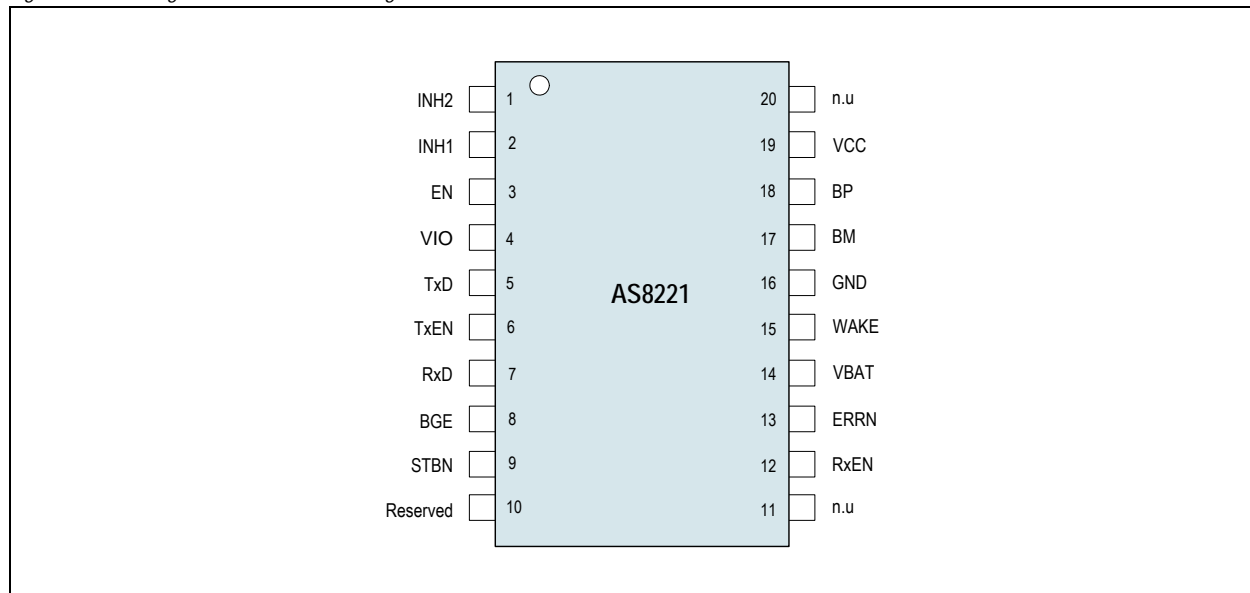 INH2 1 20 n.u
INH1 2 19 VCC
EN 3 18 BP
VIO 4 17 BM
TxD 5 16 GND
AS8221
TxEN 6 15 WAKE
RxD 7 14 VBAT
BGE 8 13 ERRN
STBN 9 12 RxEN
Reserved 10 11 n.u